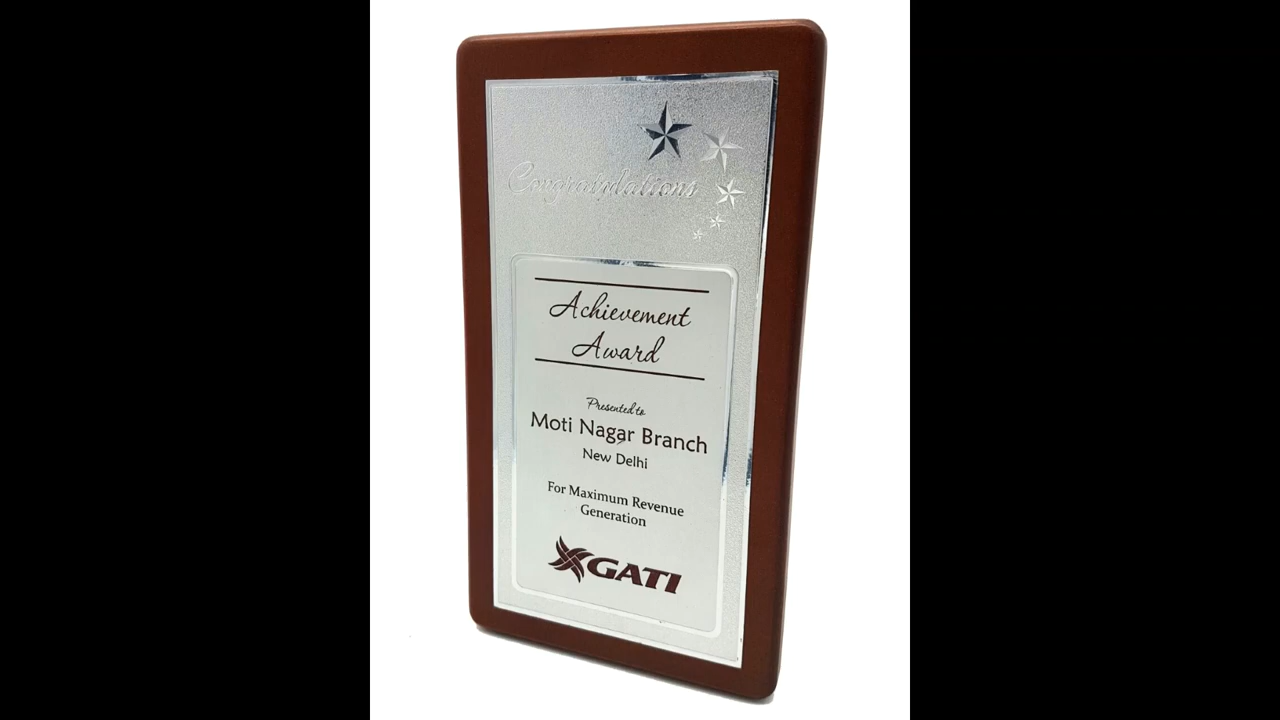 Congratulations
Achievement
Award
Presented to
Moti Nagar Branch
New Delhi
For Maximum Revenue
Generation
GATI